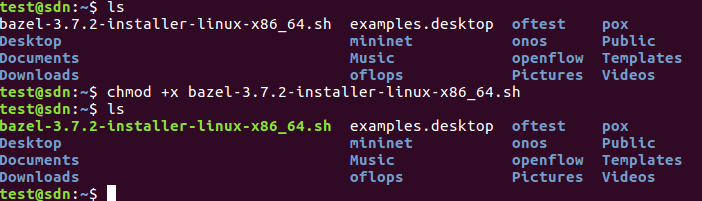 test@sdn:~$ ls
bazel-3.7.2-installer-linux-x86_64.sh  examples.desktop  oftest    pox
Desktop                                mininet           onos      Public
Documents                              Music             openflow  Templates
Downloads                              oflops            Pictures  Videos
test@sdn:~$ chmod +x bazel-3.7.2-installer-linux-x86_64.sh
test@sdn:~$ ls
bazel-3.7.2-installer-linux-x86_64.sh  examples.desktop  oftest    pox
Desktop                                mininet           onos      Public
Documents                              Music             openflow  Templates
Downloads                              oflops            Pictures  Videos
test@sdn:~$